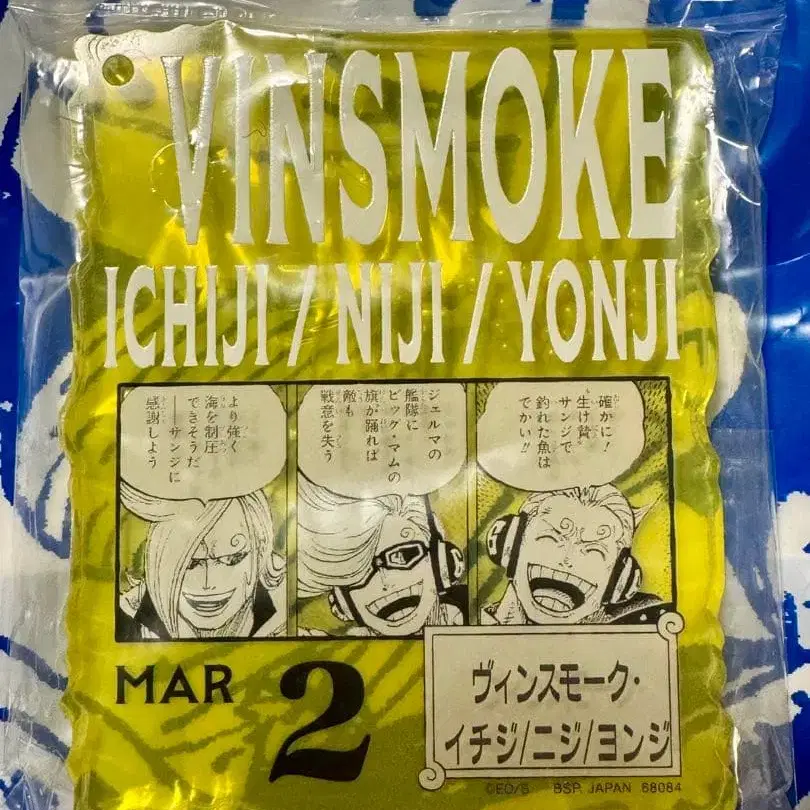 VINSMOKE
ICHIJI / NIJI / YONJI
確かに！
生け贄
サンジで
釣れた魚は
でかい!!
ジェルマの
艦隊に
ビッグ・マムの
旗が踊れば
敵も
戦意を失う
より強く
海を制圧
できそうだ
――サンジに
感謝しよう
MAR 2
ヴィンスモーク・
イチジ/ニジ/ヨンジ
©EO/S BSP, JAPAN 68084